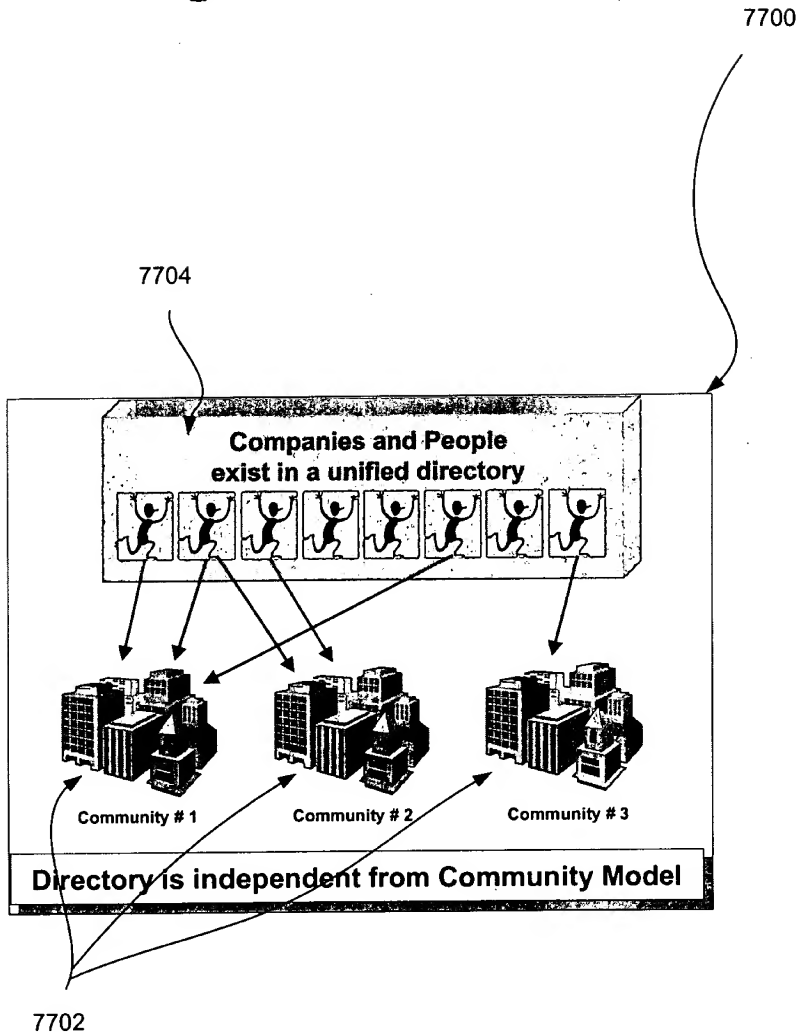 7700
7704
Companies and People
exist in a unified directory
Community # 1
Community # 2
Community # 3
Directory is independent from Community Model
7702